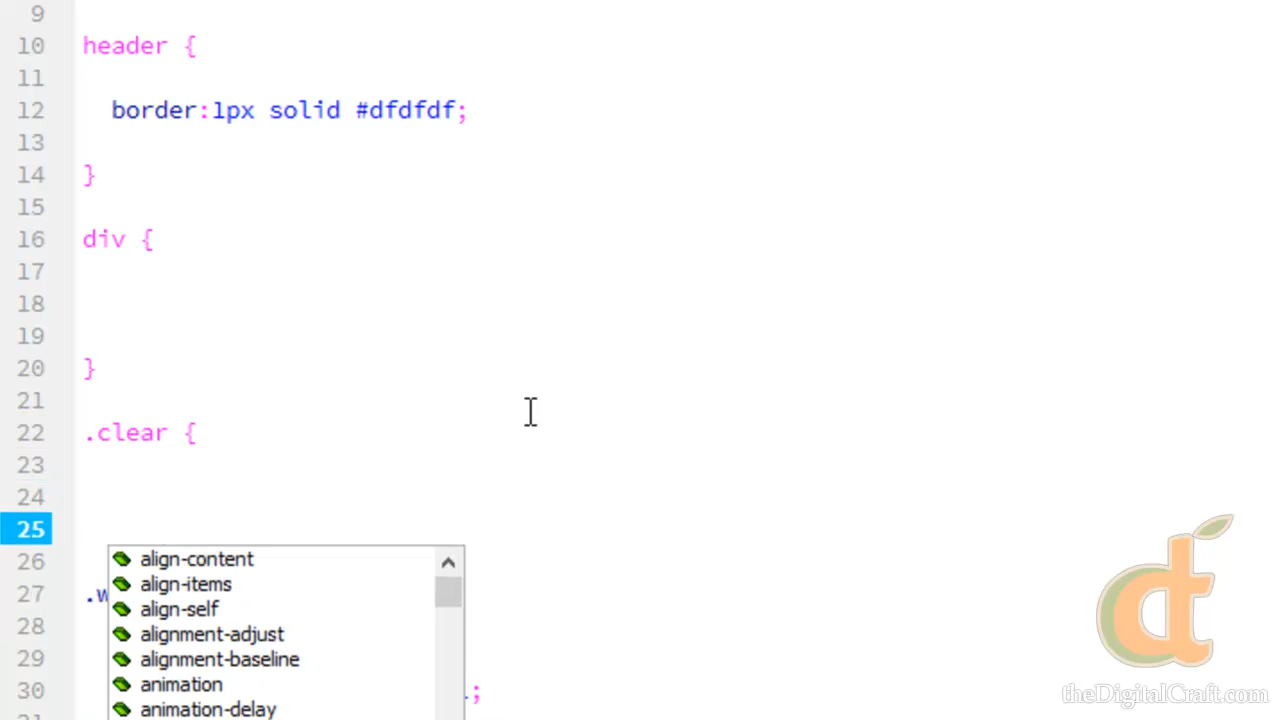 9
10 header {
11
12 border:1px solid #dfdfdf;
13
14 }
15
16 div {
17
18
19
20 }
21
22 .clear {
23
24
25
26 align-content
align-items
27 .w
align-self
28 alignment-adjust
29 alignment-baseline
30 animation ;
animation-delay
dt
theDigitalCraft.com